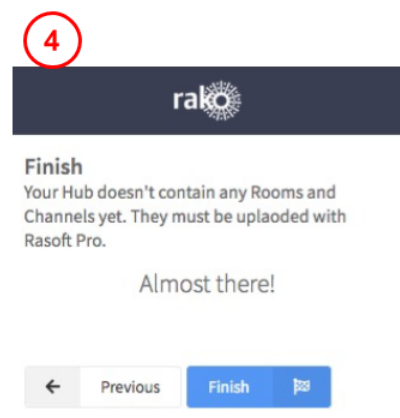 4
rako
Finish
Your Hub doesn't contain any Rooms and
Channels yet. They must be uplaoded with
Rasoft Pro.
Almost there!
Previous
Finish